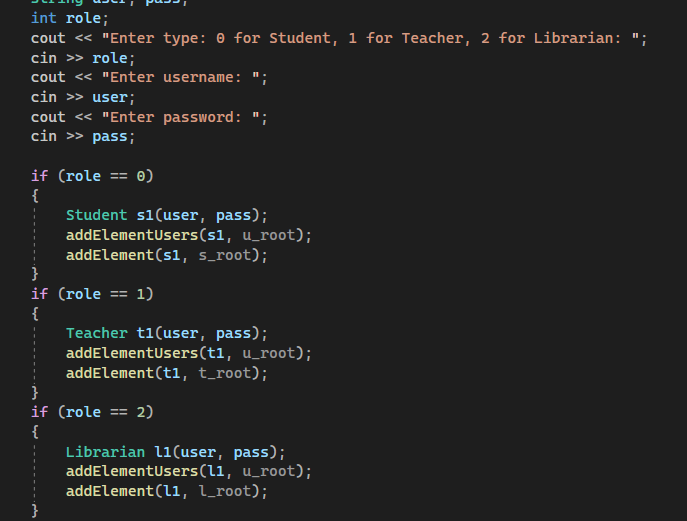 string user, pass;
int role;
cout << "Enter type: 0 for Student, 1 for Teacher, 2 for Librarian: ";
cin >> role;
cout << "Enter username: ";
cin >> user;
cout << "Enter password: ";
cin >> pass;
if (role == 0)
{
Student s1(user, pass);
addElementUsers(s1, u_root);
addElement(s1, s_root);
}
if (role == 1)
{
Teacher t1(user, pass);
addElementUsers(t1, u_root);
addElement(t1, t_root);
}
if (role == 2)
{
Librarian l1(user, pass);
addElementUsers(l1, u_root);
addElement(l1, l_root);
}